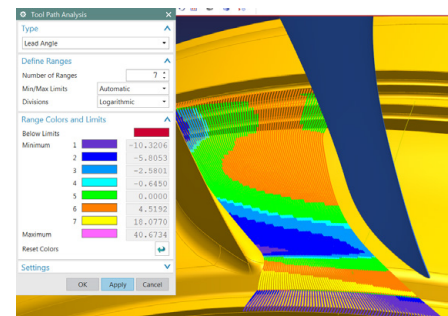 Tool Path Analysis
Type
Lead Angle
Define Ranges
Number of Ranges 7
Min/Max Limits Automatic
Divisions Logarithmic
Range Colors and Limits
Below Limits
Minimum 1 -10.3206
2 -5.8053
3 -2.5801
4 -0.6450
5 0.0000
6 4.5192
7 18.0770
Maximum 40.6734
Reset Colors
Settings
OK Apply Cancel